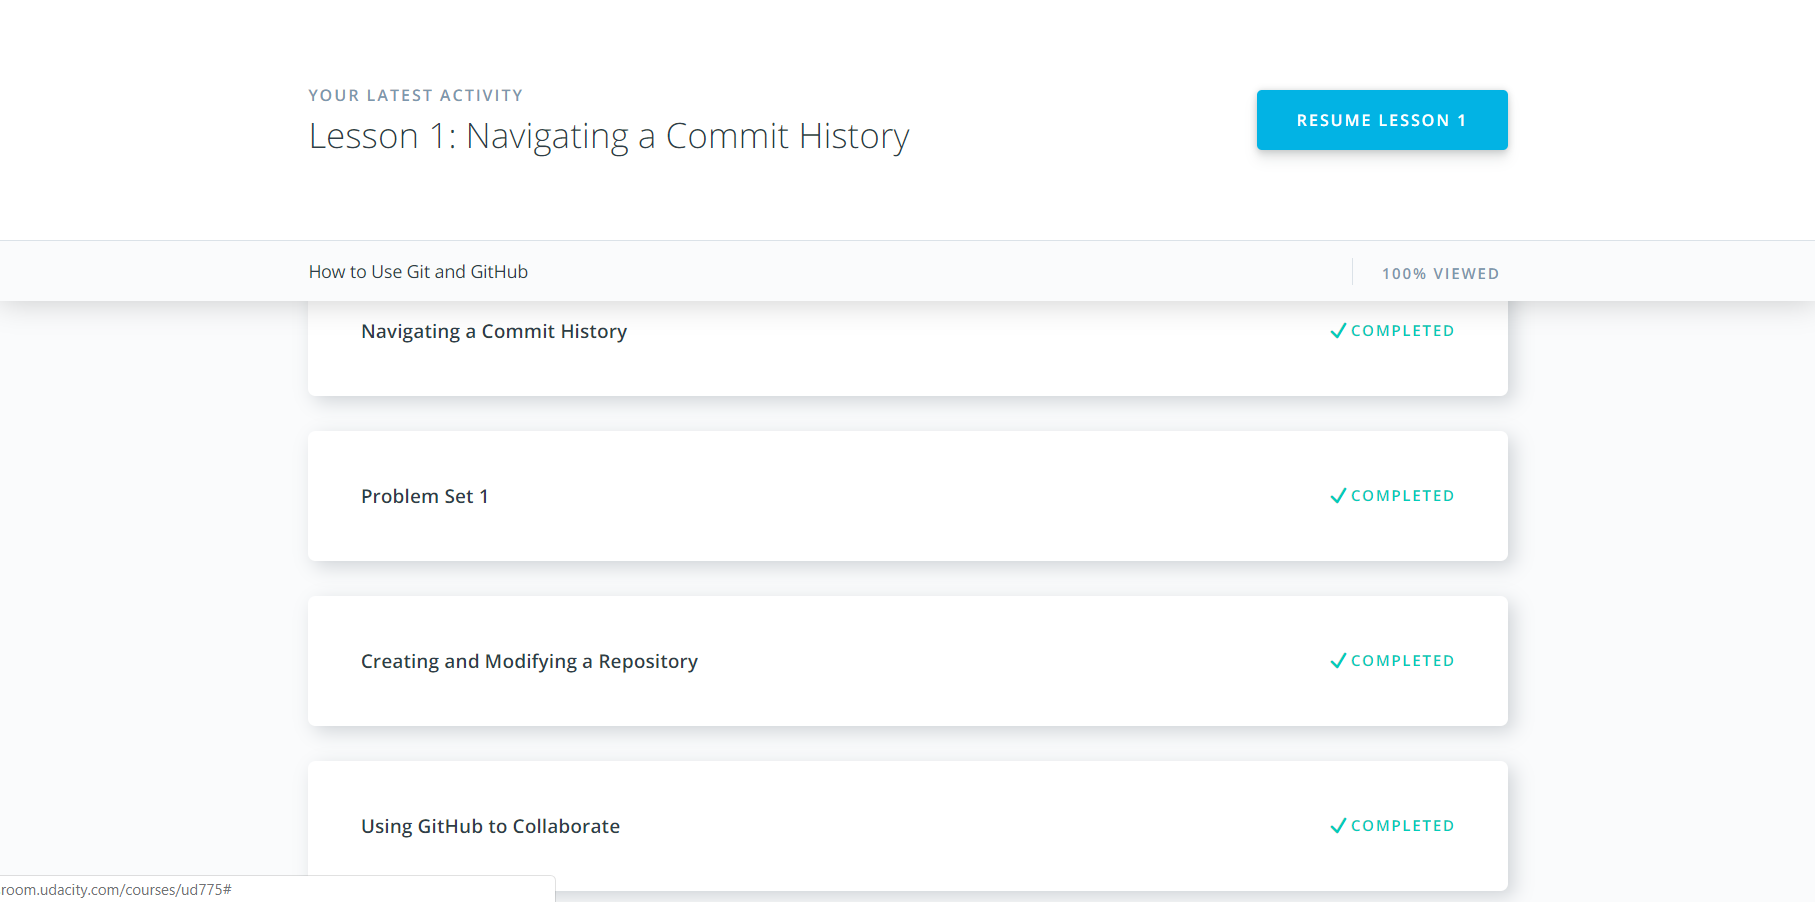 YOUR LATEST ACTIVITY
Lesson 1: Navigating a Commit History
RESUME LESSON 1
How to Use Git and GitHub
100% VIEWED
Navigating a Commit History
COMPLETED
Problem Set 1
COMPLETED
Creating and Modifying a Repository
COMPLETED
Using GitHub to Collaborate
COMPLETED
room.udacity.com/courses/ud775#